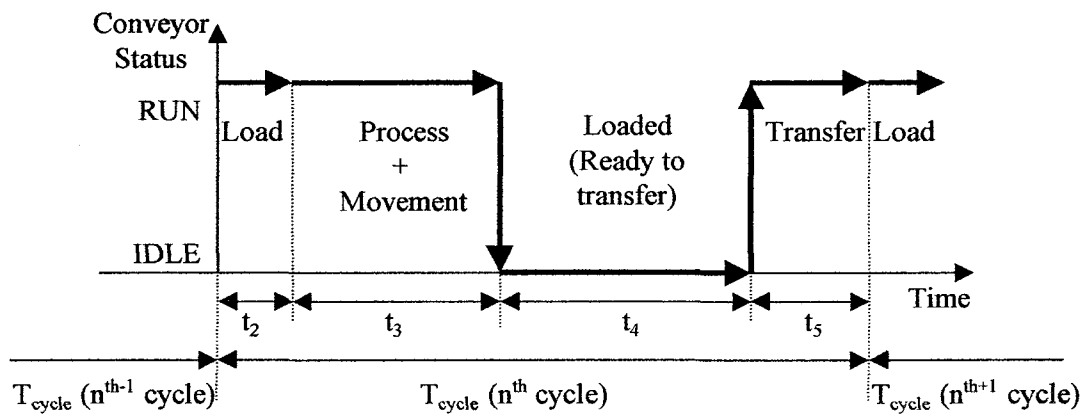 Conveyor
Status
RUN
IDLE
Load
Process
+
Movement
Loaded
(Ready to
transfer)
Transfer
Load
Time
t2
t3
t4
t5
Tcycle (nth-1 cycle)
Tcycle (nth cycle)
Tcycle (nth+1 cycle)